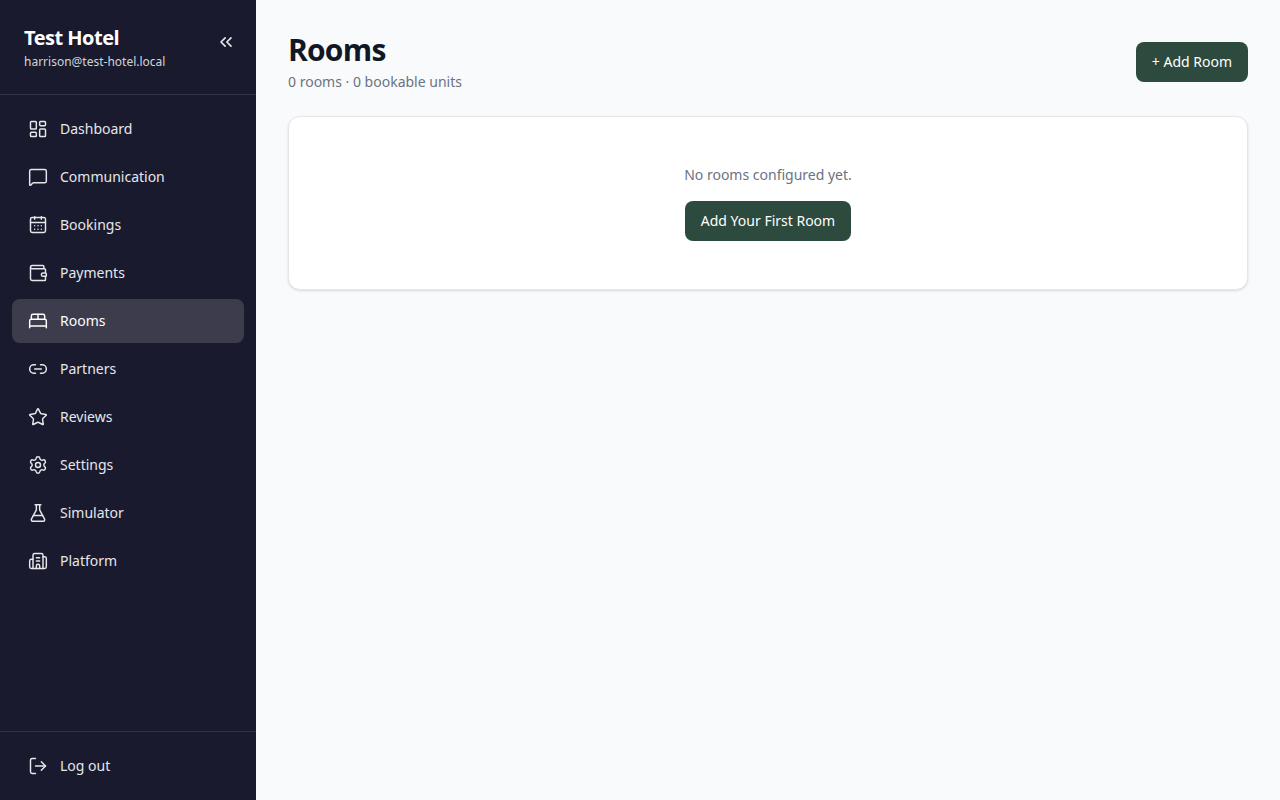 Test Hotel
harrison@test-hotel.local
Dashboard
Communication
Bookings
Payments
Rooms
Partners
Reviews
Settings
Simulator
Platform
Log out
Rooms
0 rooms · 0 bookable units
+ Add Room
No rooms configured yet.
Add Your First Room